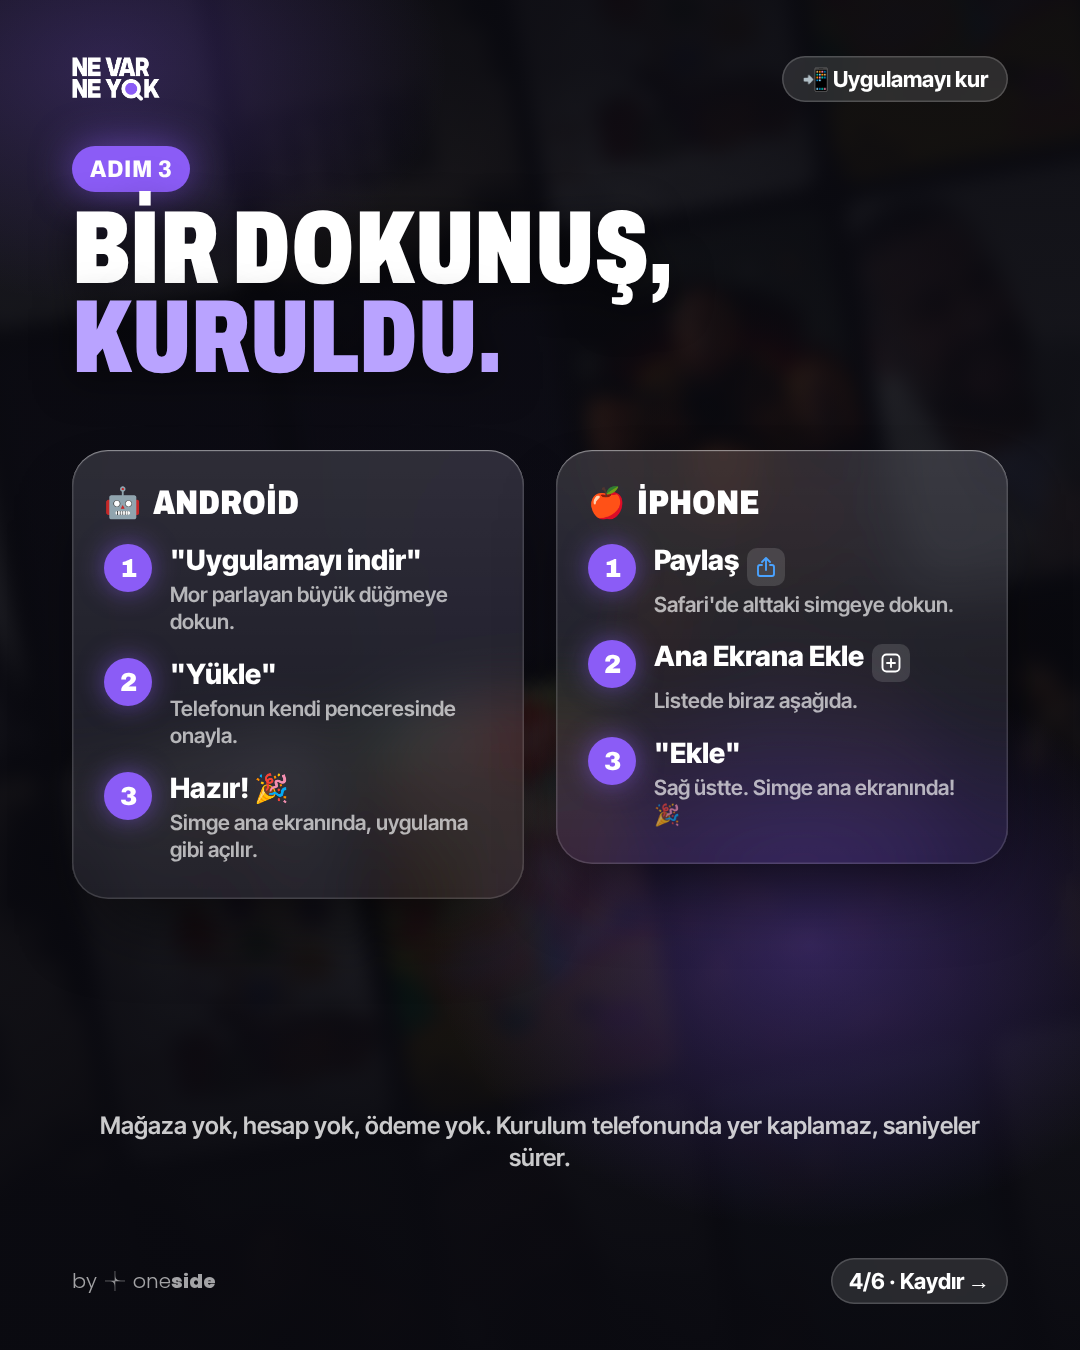 NE VAR
NE YOK
📲 Uygulamayı kur
ADIM 3
BİR DOKUNUŞ,
KURULDU.
🤖 ANDROİD
1 "Uygulamayı indir"
Mor parlayan büyük düğmeye
dokun.
2 "Yükle"
Telefonun kendi penceresinde
onayla.
3 Hazır! 🎉
Simge ana ekranında, uygulama
gibi açılır.
🍎 İPHONE
1 Paylaş
Safari'de alttaki simgeye dokun.
2 Ana Ekrana Ekle
Listede biraz aşağıda.
3 "Ekle"
Sağ üstte. Simge ana ekranında!
🎉
Mağaza yok, hesap yok, ödeme yok. Kurulum telefonunda yer kaplamaz, saniyeler
sürer.
by oneside
4/6 · Kaydır →